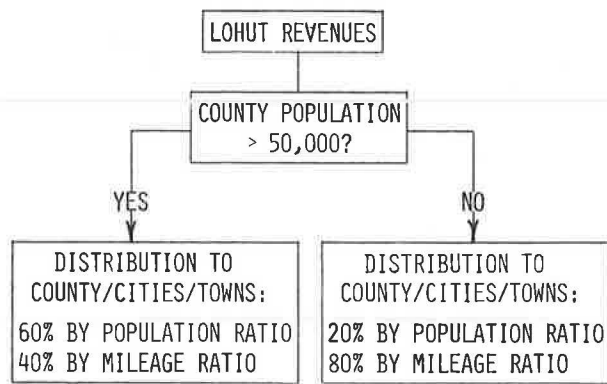 LOHUT REVENUES
COUNTY POPULATION
> 50,000?
YES
NO
DISTRIBUTION TO
COUNTY/CITIES/TOWNS:
60% BY POPULATION RATIO
40% BY MILEAGE RATIO
DISTRIBUTION TO
COUNTY/CITIES/TOWNS:
20% BY POPULATION RATIO
80% BY MILEAGE RATIO